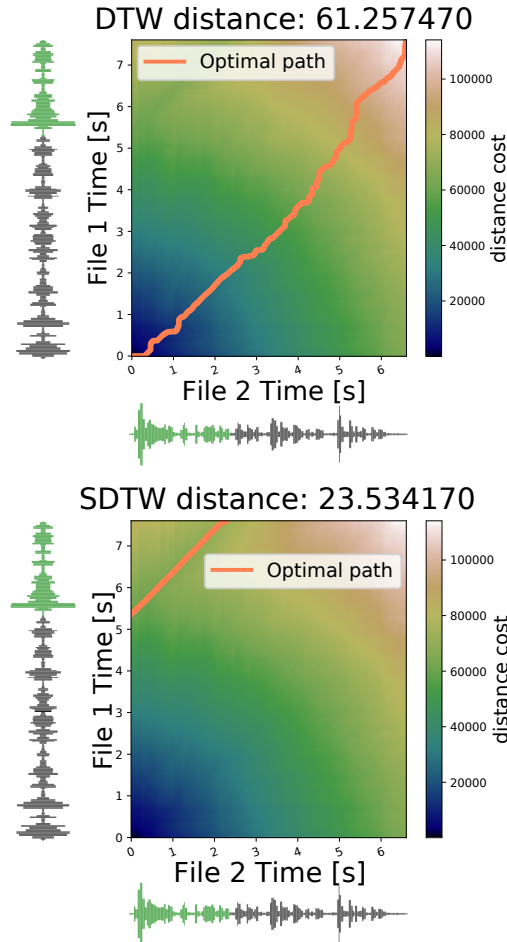 DTW distance: 61.257470
Optimal path
7
6
5
4
3
2
1
0
File 1 Time [s]
0 1 2 3 4 5 6
File 2 Time [s]
100000
80000
60000
40000
20000
distance cost
SDTW distance: 23.534170
Optimal path
7
6
5
4
3
2
1
0
File 1 Time [s]
0 1 2 3 4 5 6
File 2 Time [s]
100000
80000
60000
40000
20000
distance cost